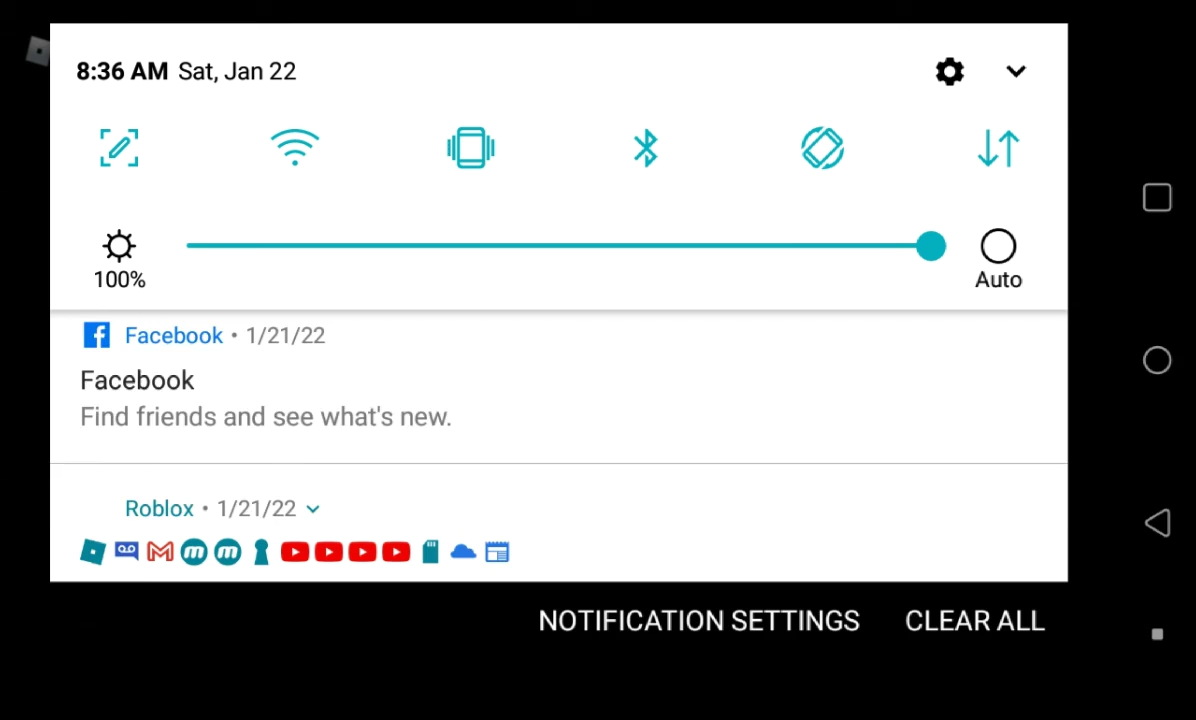 8:36 AM Sat, Jan 22
100%
Auto
Facebook • 1/21/22
Facebook
Find friends and see what's new.
Roblox • 1/21/22
NOTIFICATION SETTINGS CLEAR ALL